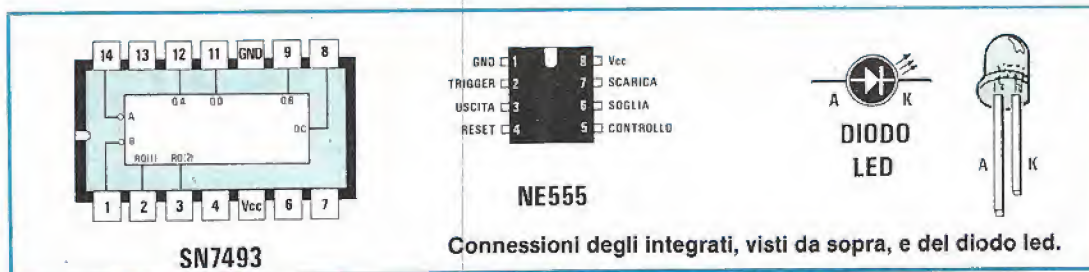 14 13 12 11 GND 9 8
QA QD QB
A
QC
B
R0(1) R0(2)
1 2 3 4 Vcc 6 7
SN7493
GND 1 8 Vcc
TRIGGER 2 7 SCARICA
USCITA 3 6 SOGLIA
RESET 4 5 CONTROLLO
NE555
A K
DIODO
LED
A K
Connessioni degli integrati, visti da sopra, e del diodo led.